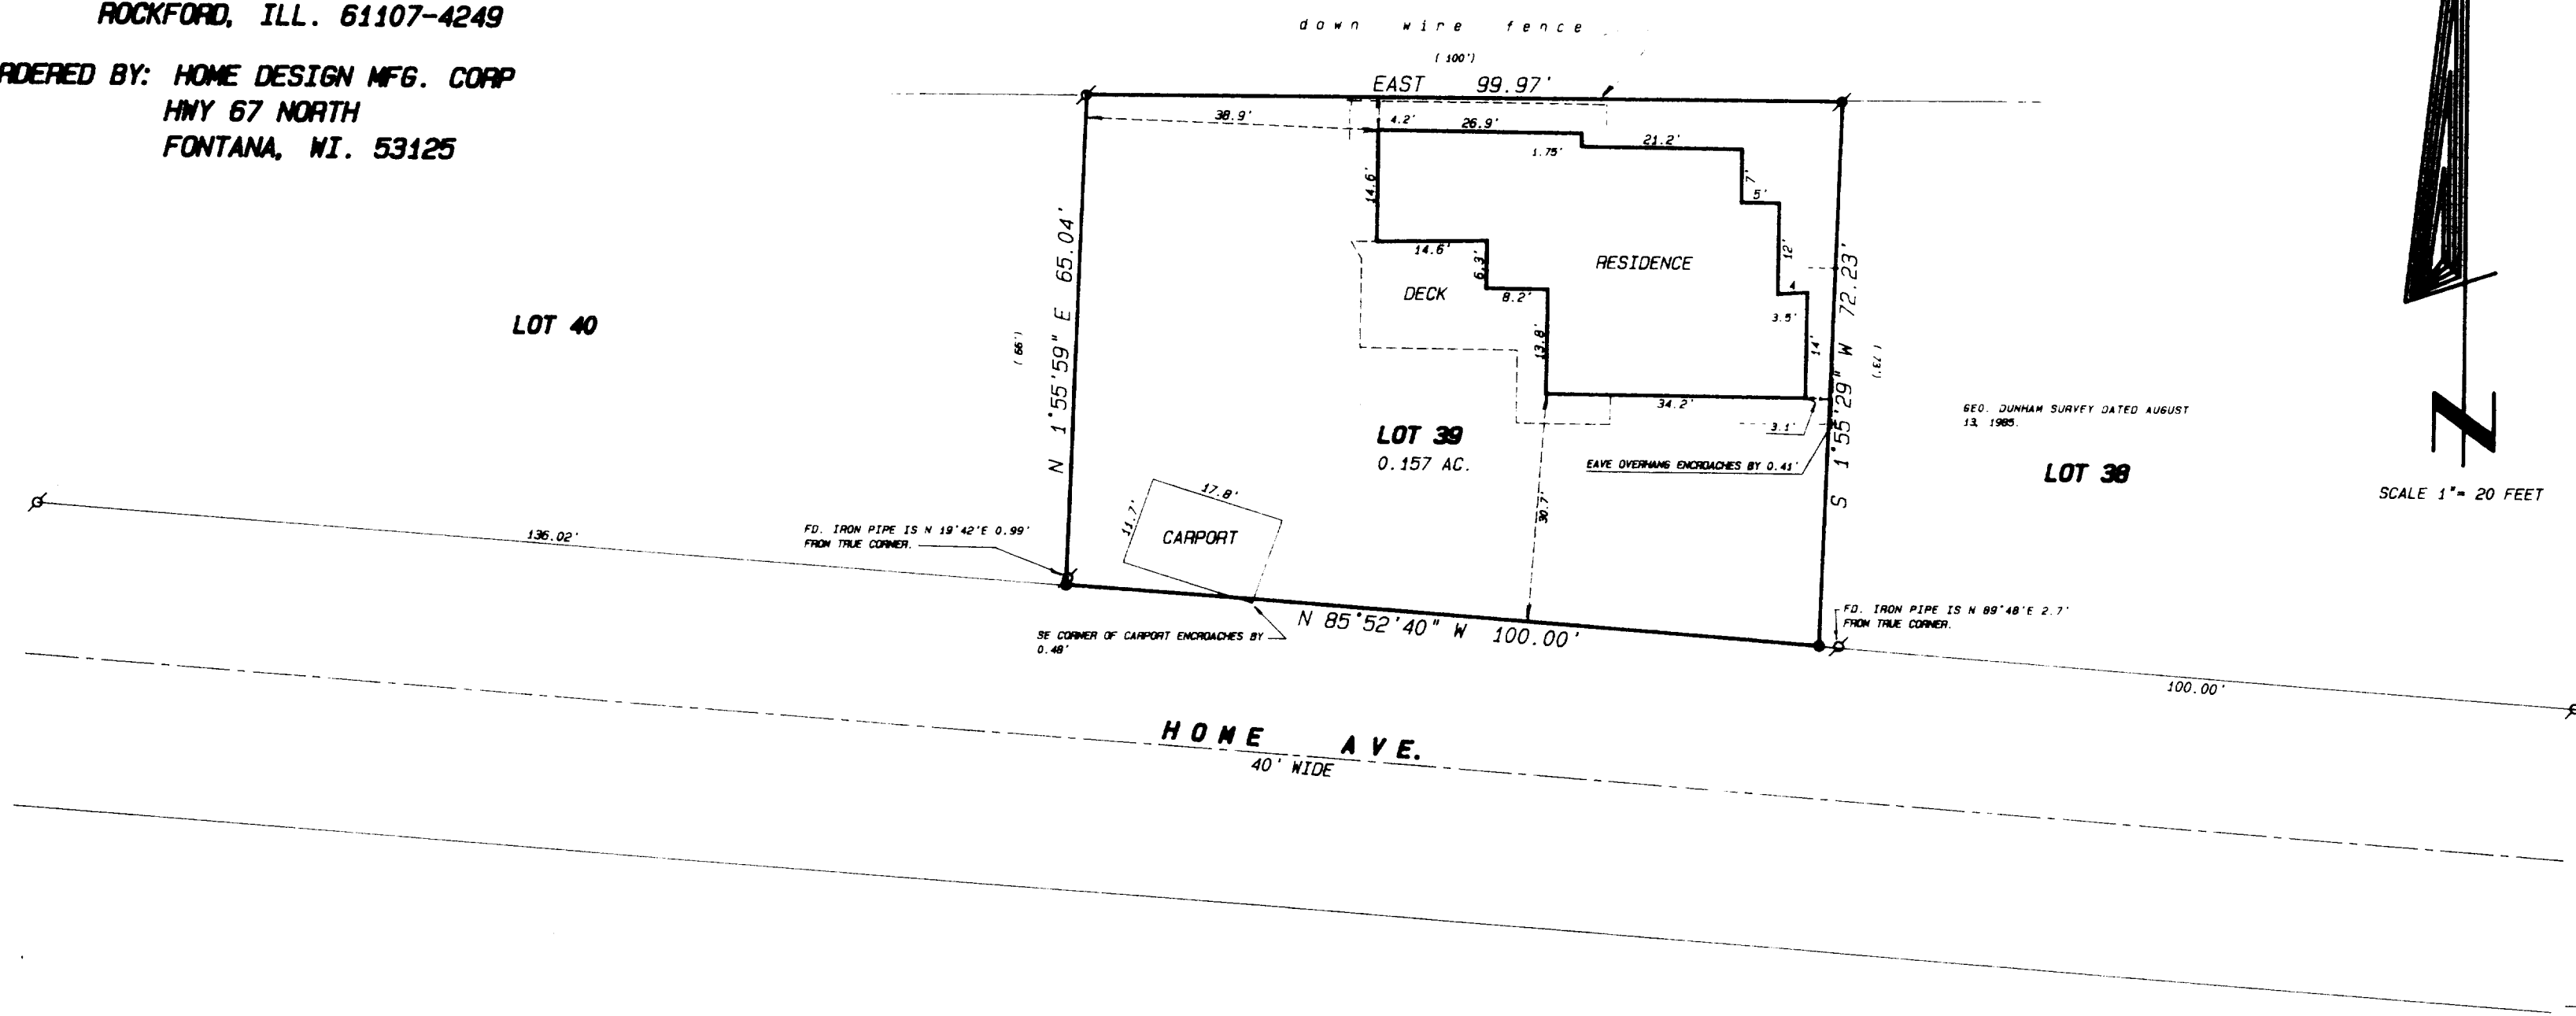 ROCKFORD, ILL. 61107-4249
RDERED BY: HOME DESIGN MFG. CORP
HWY 67 NORTH
FONTANA, WI. 53125
down wire fence
(100')
EAST 99.97'
38.9'
4.2'
26.9'
1.75'
21.2'
7'
5'
14.6'
14.6'
6.3'
8.2'
13.8'
12'
4
3.5'
14'
RESIDENCE
DECK
34.2'
3.1'
N 1°55'59" E 65.04'
(66')
S 1°55'29" W 72.23'
(73')
LOT 40
LOT 39
0.157 AC.
EAVE OVERHANG ENCROACHES BY 0.41'
GEO. DUNHAM SURVEY DATED AUGUST
13, 1985.
LOT 38
N
SCALE 1"= 20 FEET
17.8'
11.7'
CARPORT
30.7'
136.02'
FD. IRON PIPE IS N 19°42'E 0.99'
FROM TRUE CORNER.
SE CORNER OF CARPORT ENCROACHES BY
0.48'
N 85°52'40" W 100.00'
FD. IRON PIPE IS N 89°48'E 2.7'
FROM TRUE CORNER.
100.00'
HOME AVE.
40' WIDE